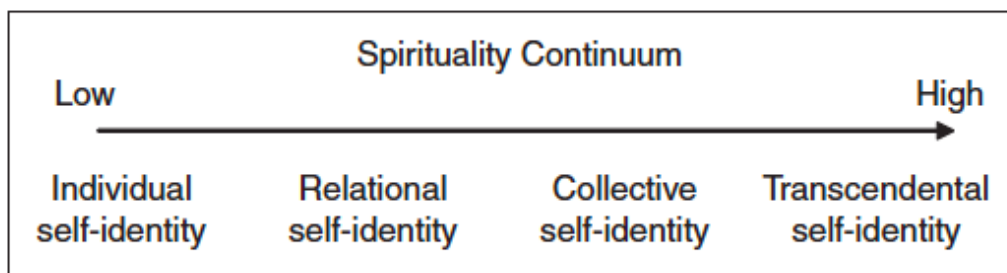 Spirituality Continuum
Low High
Individual Relational Collective Transcendental
self-identity self-identity self-identity self-identity